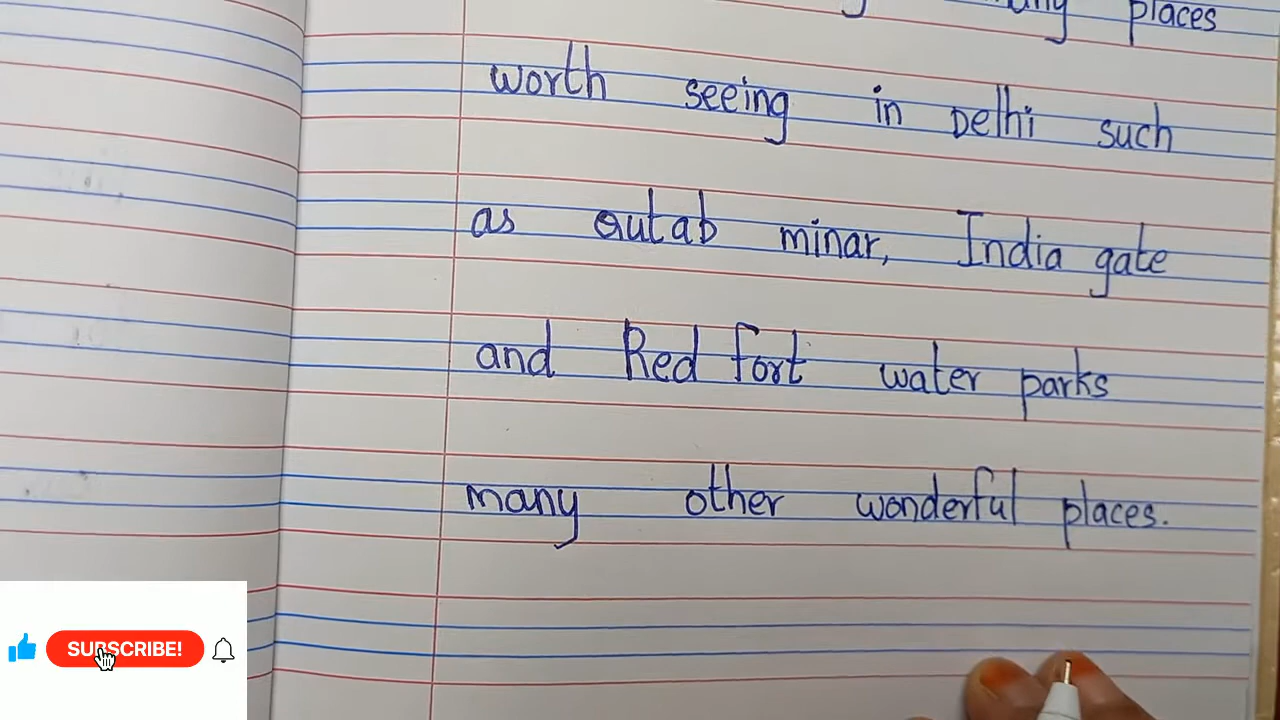 many places
worth seeing in Delhi such
as Qutab minar, India gate
and Red fort water parks
many other wonderful places.
SUBSCRIBE!